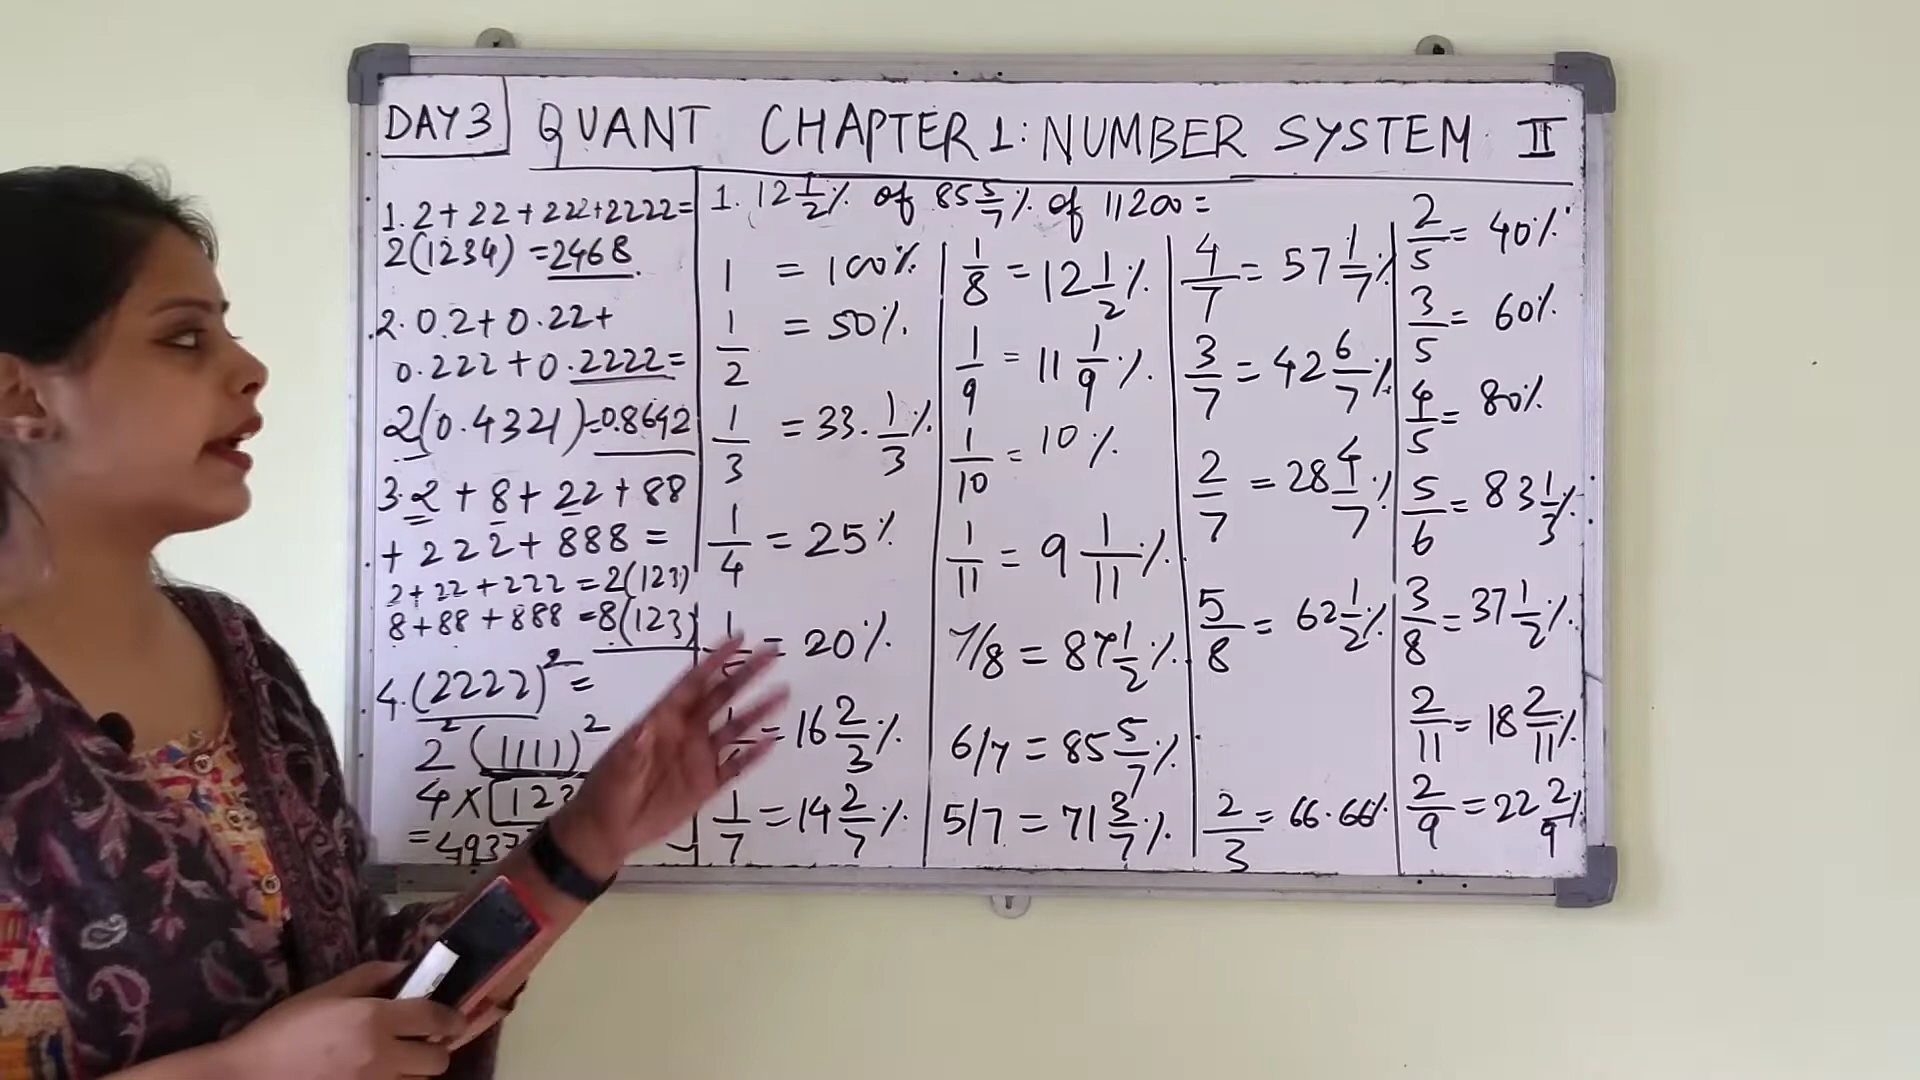 DAY 3 QUANT CHAPTER 1: NUMBER SYSTEM II
1. 2 + 22 + 222 + 2222 =
2(1234) = 2468.
2. 0.2 + 0.22 +
0.222 + 0.2222 =
2(0.4321) = 0.8642
3. 2 + 8 + 22 + 88
+ 222 + 888 =
2 + 22 + 222 = 2(123)
8 + 88 + 888 = 8(123)
4. (2222)² =
2² (1111)²
4 × 123
= 4937
1. 12 1/2 % of 85 5/7 % of 11200 =
1 = 100%
1/2 = 50%
1/3 = 33. 1/3 %
1/4 = 25%
= 20%
= 16 2/3 %
1/7 = 14 2/7 %
1/8 = 12 1/2 %
1/9 = 11 1/9 %
1/10 = 10%
1/11 = 9 1/11 %
7/8 = 87 1/2 %
6/7 = 85 5/7 %
5/7 = 71 3/7 %
4/7 = 57 1/7 %
3/7 = 42 6/7 %
2/7 = 28 4/7 %
5/8 = 62 1/2 %
2/3 = 66.66%
2/5 = 40%
3/5 = 60%
4/5 = 80%
5/6 = 83 1/3 %
3/8 = 37 1/2 %
2/11 = 18 2/11 %
2/9 = 22 2/9 %